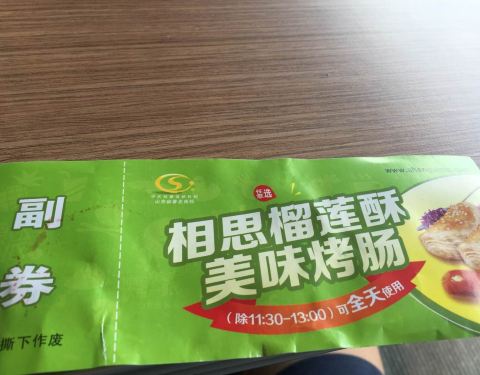 副
券
撕下作废
任选
相思榴莲酥
美味烤肠
(除11:30-13:00)可全天使用